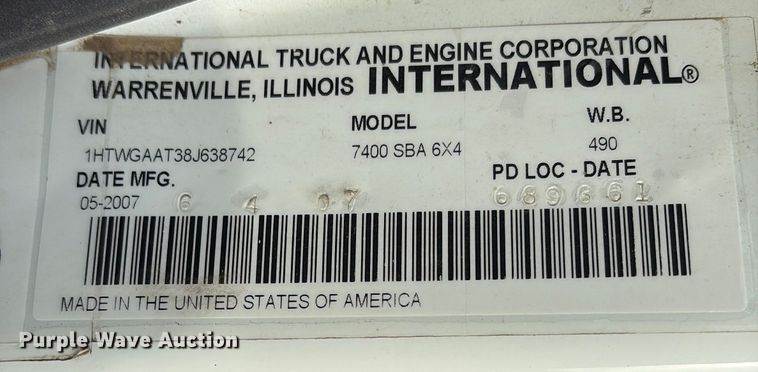 INTERNATIONAL TRUCK AND ENGINE CORPORATION
WARRENVILLE, ILLINOIS INTERNATIONAL®
VIN MODEL W.B.
1HTWGAAT38J638742 7400 SBA 6X4 490
DATE MFG. PD LOC - DATE
05-2007 6 4 07 689661
MADE IN THE UNITED STATES OF AMERICA
Purple Wave Auction